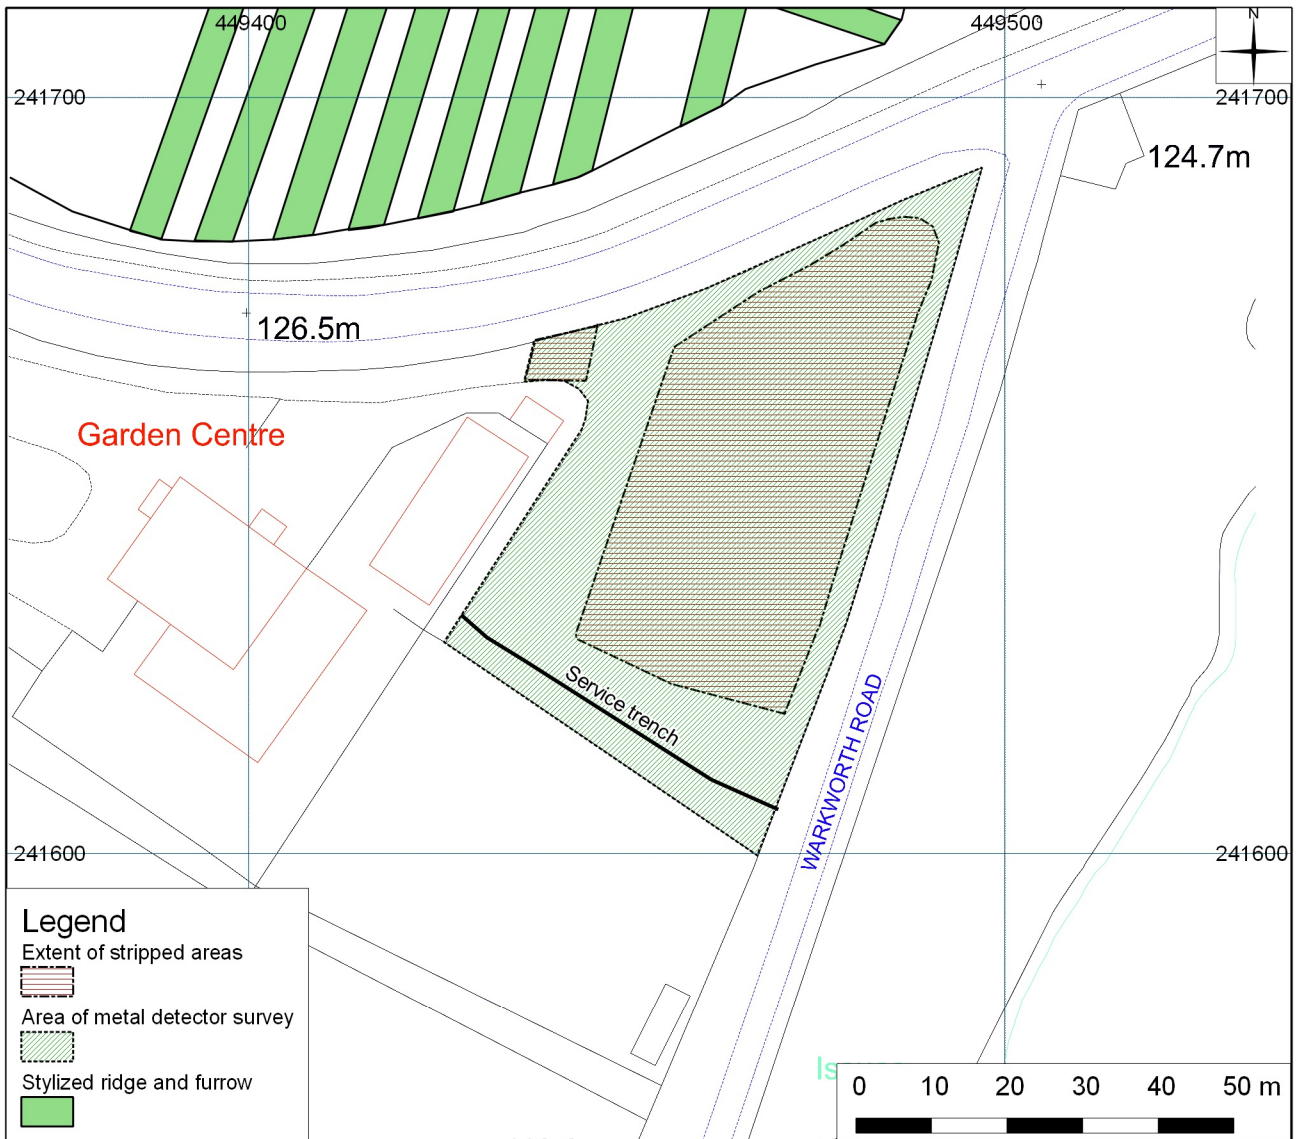 449400
449500
N
241700
241700
124.7m
126.5m
Garden Centre
Service trench
WARKWORTH ROAD
241600
241600
Legend
Extent of stripped areas
Area of metal detector survey
Stylized ridge and furrow
0 10 20 30 40 50 m